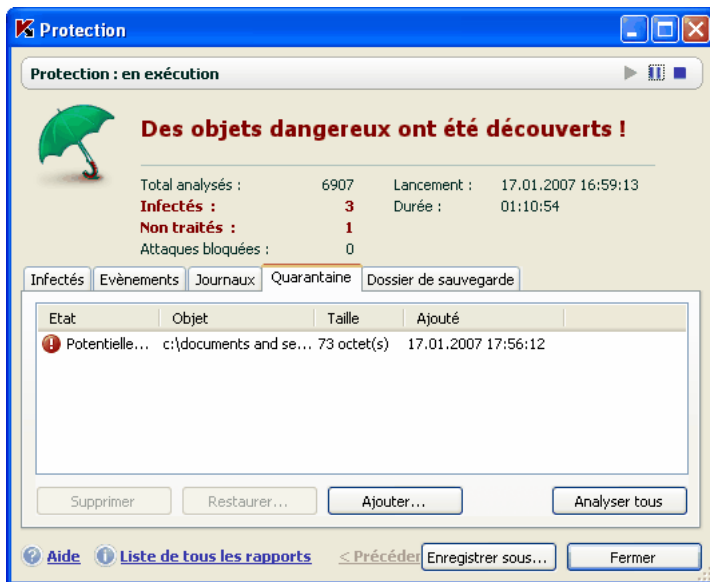 Protection
Protection : en exécution
Des objets dangereux ont été découverts !
Total analysés : 6907 Lancement : 17.01.2007 16:59:13
Infectés : 3 Durée : 01:10:54
Non traités : 1
Attaques bloquées : 0
Infectés Evènements Journaux Quarantaine Dossier de sauvegarde
Etat Objet Taille Ajouté
Potentielle... c:\documents and se... 73 octet(s) 17.01.2007 17:56:12
Supprimer Restaurer... Ajouter... Analyser tous
Aide Liste de tous les rapports < Précéder Enregistrer sous... Fermer